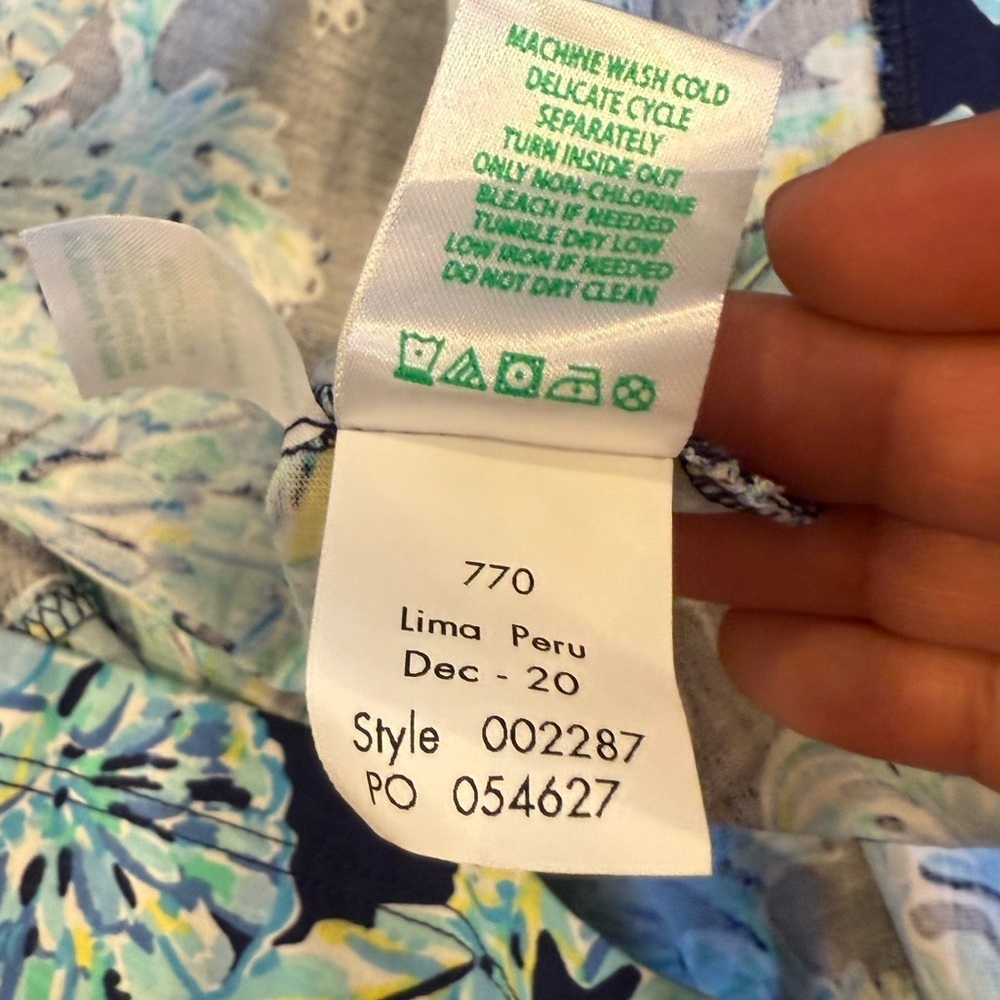 MACHINE WASH COLD
DELICATE CYCLE
SEPARATELY
TURN INSIDE OUT
ONLY NON-CHLORINE
BLEACH IF NEEDED
TUMBLE DRY LOW
LOW IRON IF NEEDED
DO NOT DRY CLEAN
770
Lima Peru
Dec - 20
Style 002287
PO 054627